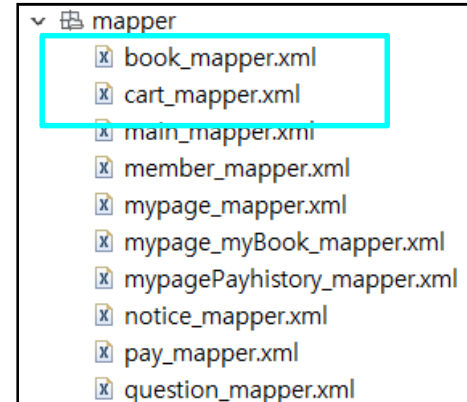 mapper
book_mapper.xml
cart_mapper.xml
main_mapper.xml
member_mapper.xml
mypage_mapper.xml
mypage_myBook_mapper.xml
mypagePayhistory_mapper.xml
notice_mapper.xml
pay_mapper.xml
question_mapper.xml